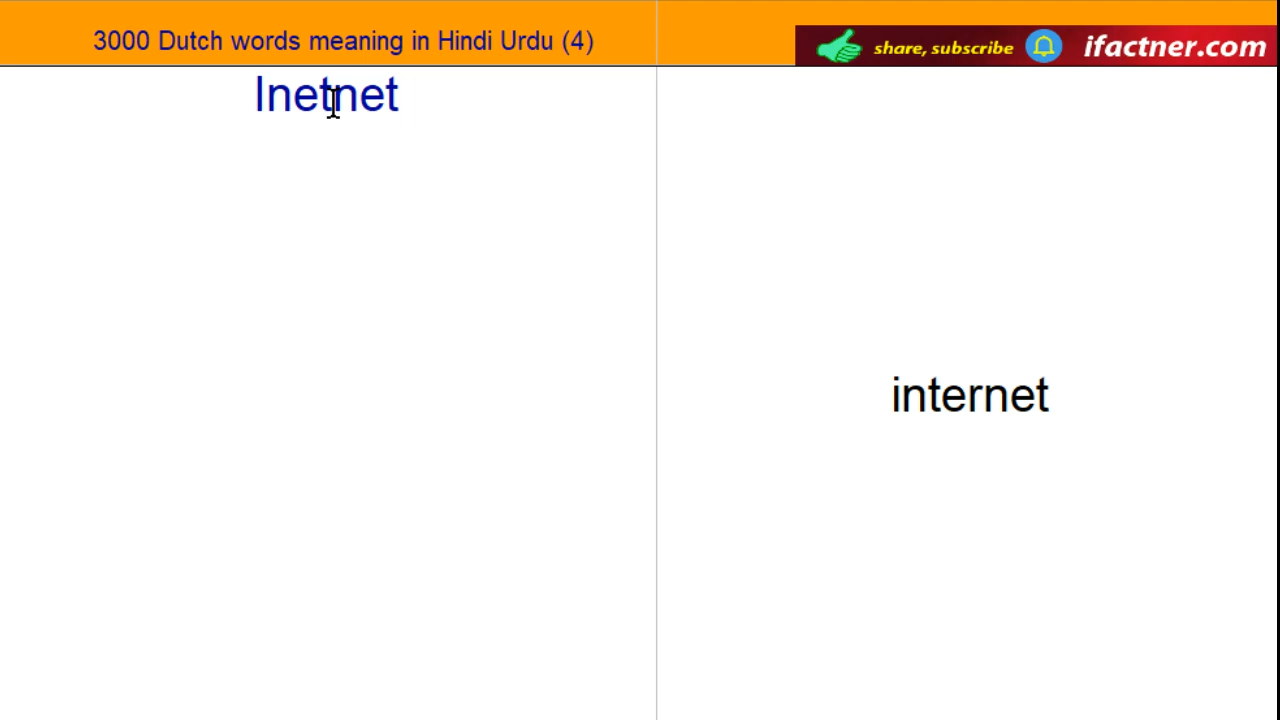 3000 Dutch words meaning in Hindi Urdu (4)
share, subscribe
ifactner.com
Inetnet
internet